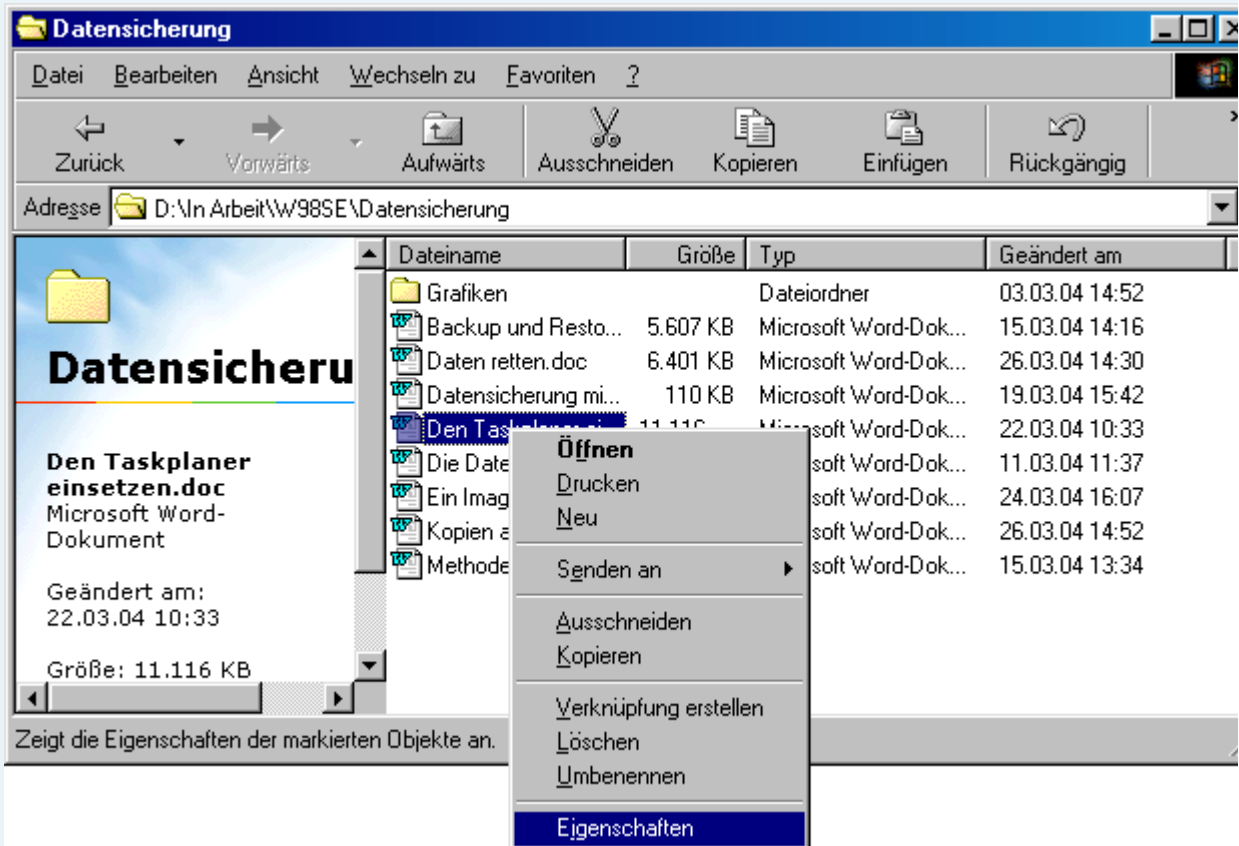 Datensicherung
Datei Bearbeiten Ansicht Wechseln zu Favoriten ?
Zurück Vorwärts Aufwärts Ausschneiden Kopieren Einfügen Rückgängig
Adresse D:\In Arbeit\W98SE\Datensicherung
Dateiname Größe Typ Geändert am
Grafiken Dateiordner 03.03.04 14:52
Backup und Resto... 5.607 KB Microsoft Word-Dok... 15.03.04 14:16
Daten retten.doc 6.401 KB Microsoft Word-Dok... 26.03.04 14:30
Datensicherung mi... 110 KB Microsoft Word-Dok... 19.03.04 15:42
Den Taskplaner ei... 11.116 Microsoft Word-Dok... 22.03.04 10:33
Die Date soft Word-Dok... 11.03.04 11:37
Ein Imag soft Word-Dok... 24.03.04 16:07
Kopien a soft Word-Dok... 26.03.04 14:52
Methode soft Word-Dok... 15.03.04 13:34
Datensicheru
Den Taskplaner
einsetzen.doc
Microsoft Word-
Dokument
Geändert am:
22.03.04 10:33
Größe: 11.116 KB
Öffnen
Drucken
Neu
Senden an
Ausschneiden
Kopieren
Verknüpfung erstellen
Löschen
Umbenennen
Eigenschaften
Zeigt die Eigenschaften der markierten Objekte an.